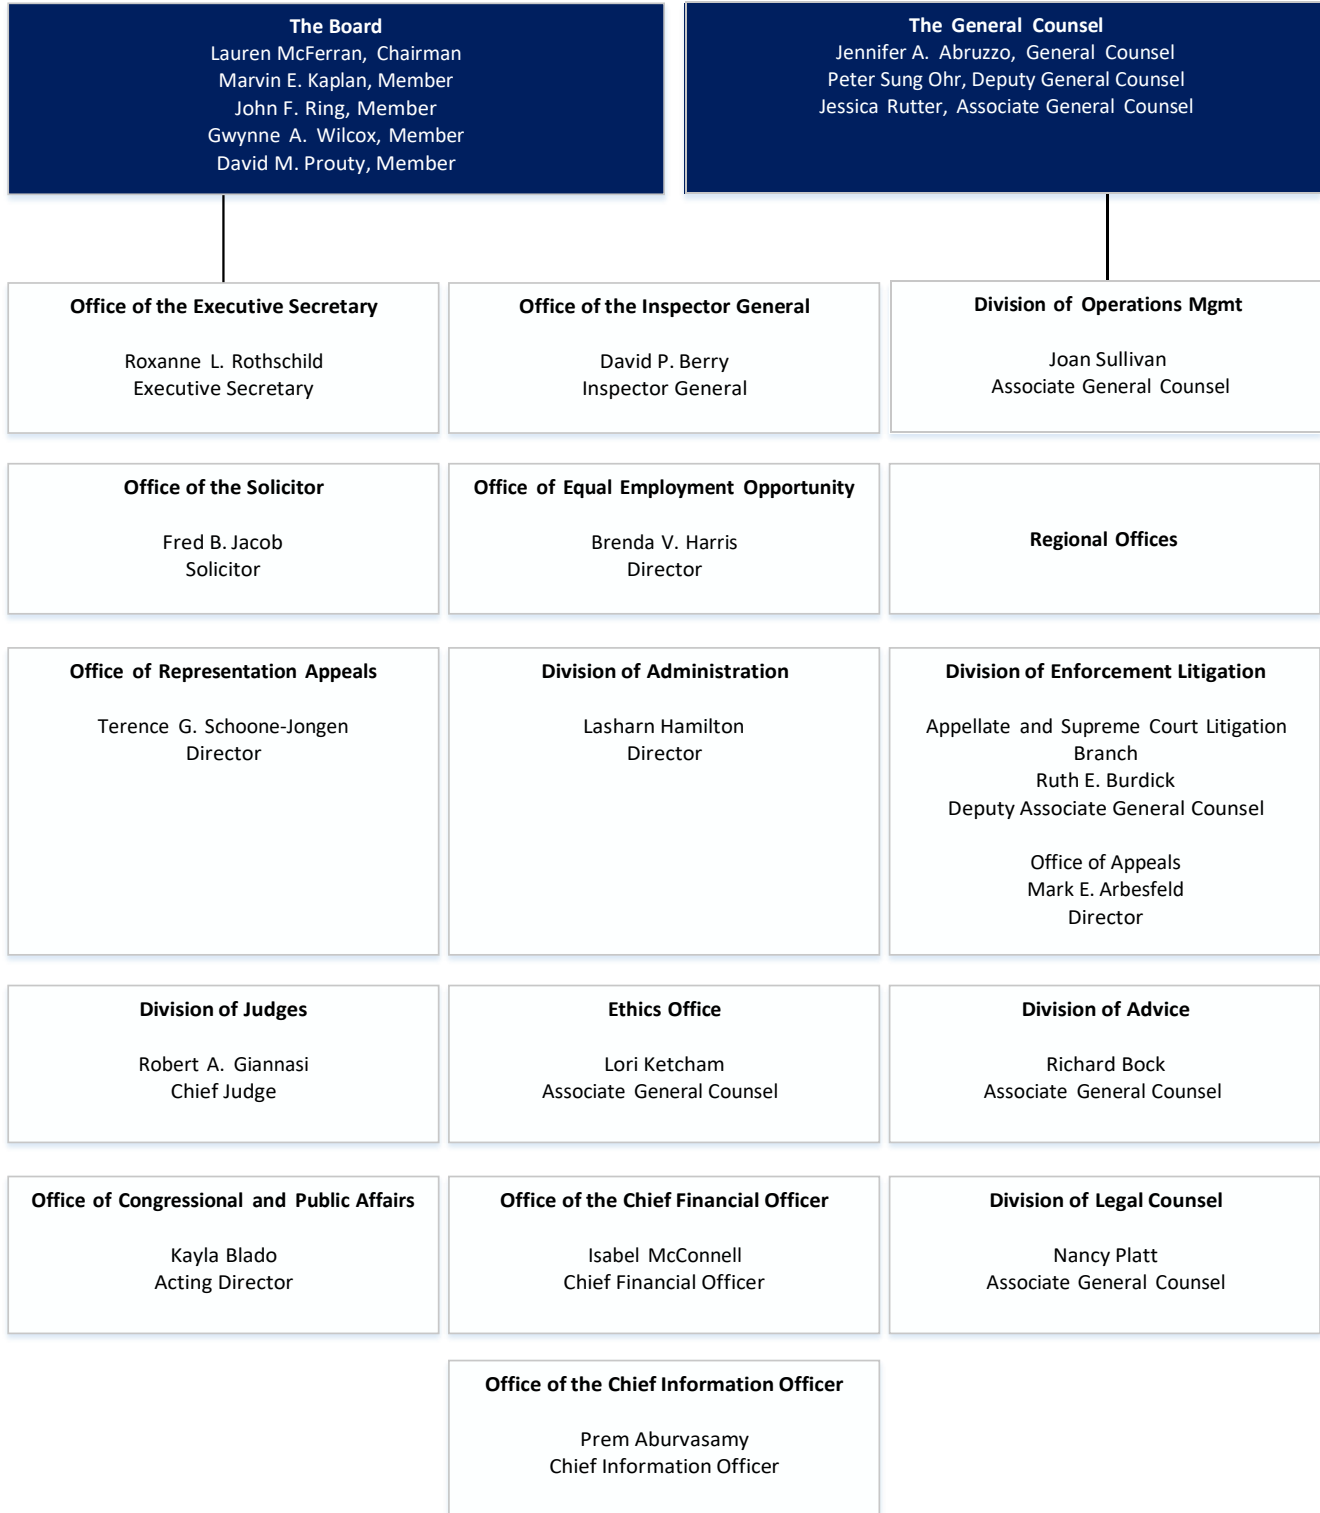 The Board
Lauren McFerran, Chairman
Marvin E. Kaplan, Member
John F. Ring, Member
Gwynne A. Wilcox, Member
David M. Prouty, Member
The General Counsel
Jennifer A. Abruzzo, General Counsel
Peter Sung Ohr, Deputy General Counsel
Jessica Rutter, Associate General Counsel
Office of the Executive Secretary
Roxanne L. Rothschild
Executive Secretary
Office of the Inspector General
David P. Berry
Inspector General
Division of Operations Mgmt
Joan Sullivan
Associate General Counsel
Office of the Solicitor
Fred B. Jacob
Solicitor
Office of Equal Employment Opportunity
Brenda V. Harris
Director
Regional Offices
Office of Representation Appeals
Terence G. Schoone-Jongen
Director
Division of Administration
Lasharn Hamilton
Director
Division of Enforcement Litigation
Appellate and Supreme Court Litigation
Branch
Ruth E. Burdick
Deputy Associate General Counsel
Office of Appeals
Mark E. Arbesfeld
Director
Division of Judges
Robert A. Giannasi
Chief Judge
Ethics Office
Lori Ketcham
Associate General Counsel
Division of Advice
Richard Bock
Associate General Counsel
Office of Congressional and Public Affairs
Kayla Blado
Acting Director
Office of the Chief Financial Officer
Isabel McConnell
Chief Financial Officer
Division of Legal Counsel
Nancy Platt
Associate General Counsel
Office of the Chief Information Officer
Prem Aburvasamy
Chief Information Officer